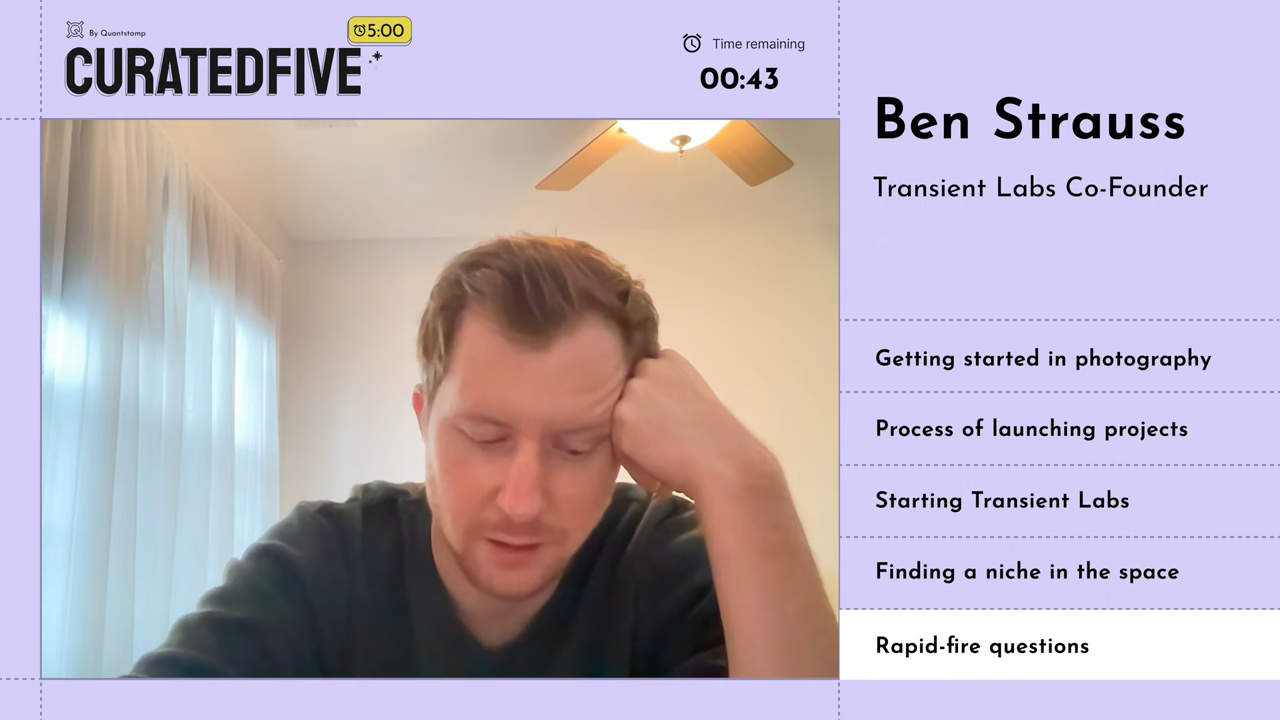 By Quantstamp
5:00
CURATEDFIVE
Time remaining
00:43
Ben Strauss
Transient Labs Co-Founder
Getting started in photography
Process of launching projects
Starting Transient Labs
Finding a niche in the space
Rapid-fire questions